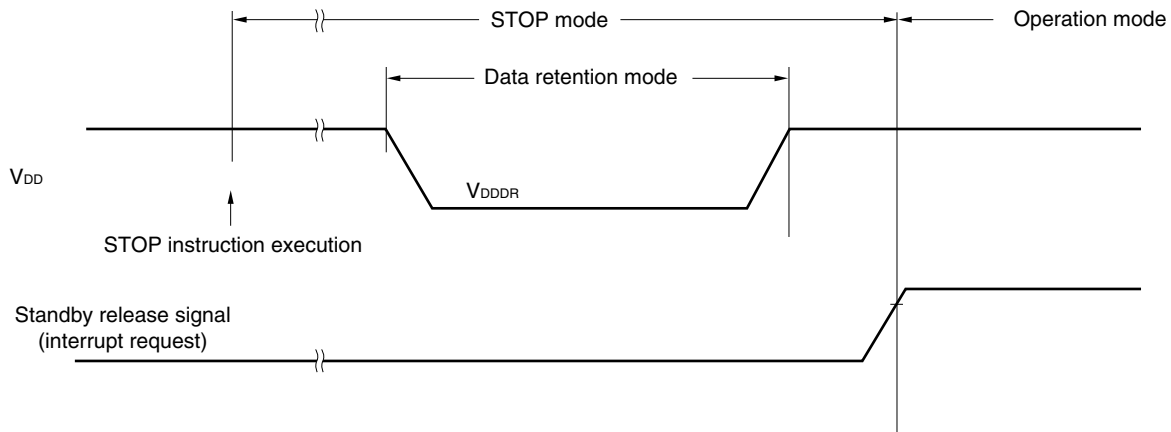 STOP mode
Operation mode
Data retention mode
VDD
VDDDR
STOP instruction execution
Standby release signal
(interrupt request)